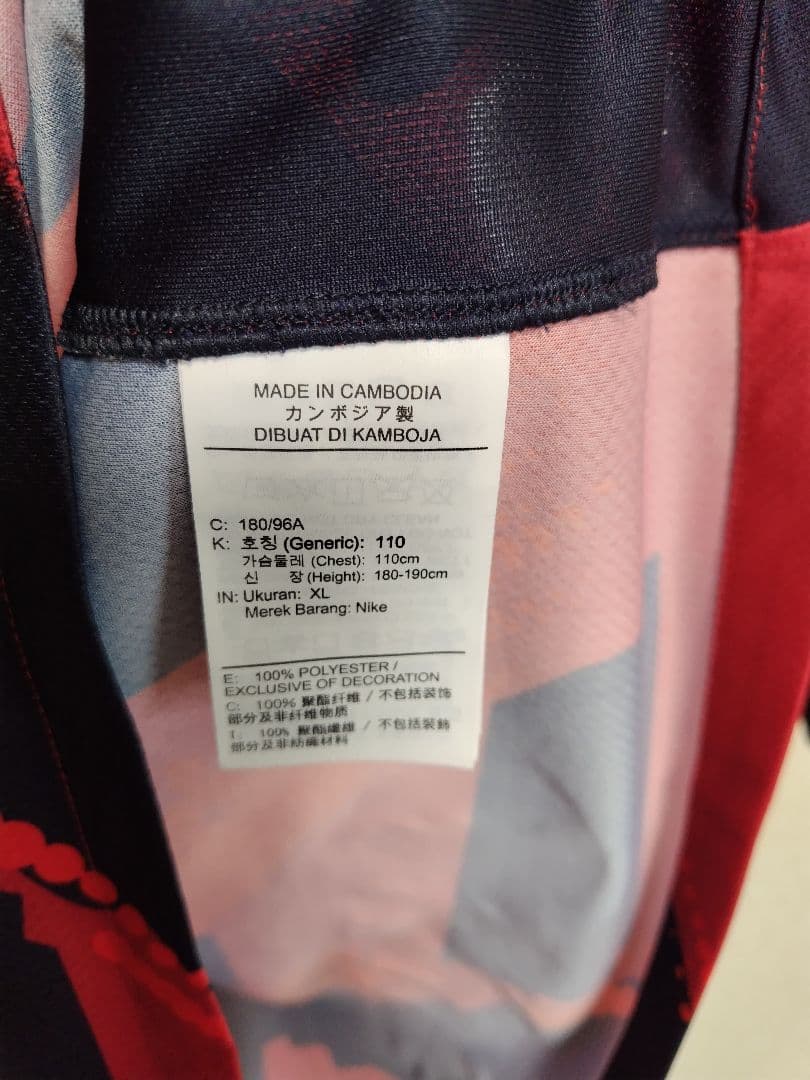 MADE IN CAMBODIA
カンボジア製
DIBUAT DI KAMBOJA
C: 180/96A
K: 호칭 (Generic): 110
가슴둘레 (Chest): 110cm
신 장 (Height): 180-190cm
IN: Ukuran: XL
Merek Barang: Nike
E: 100% POLYESTER /
EXCLUSIVE OF DECORATION
C: 100% 聚酯纤维 / 不包括装饰
部分及非纤维物质
T: 100% 聚酯纖維 / 不包括裝飾
部分及非紡織材料